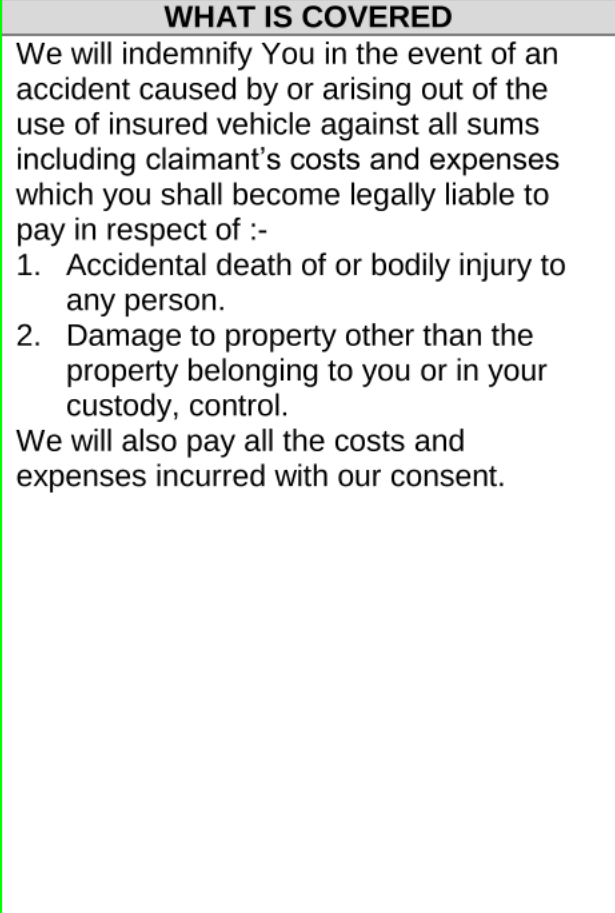 WHAT IS COVERED
We will indemnify You in the event of an
accident caused by or arising out of the
use of insured vehicle against all sums
including claimant’s costs and expenses
which you shall become legally liable to
pay in respect of :-
1. Accidental death of or bodily injury to
any person.
2. Damage to property other than the
property belonging to you or in your
custody, control.
We will also pay all the costs and
expenses incurred with our consent.